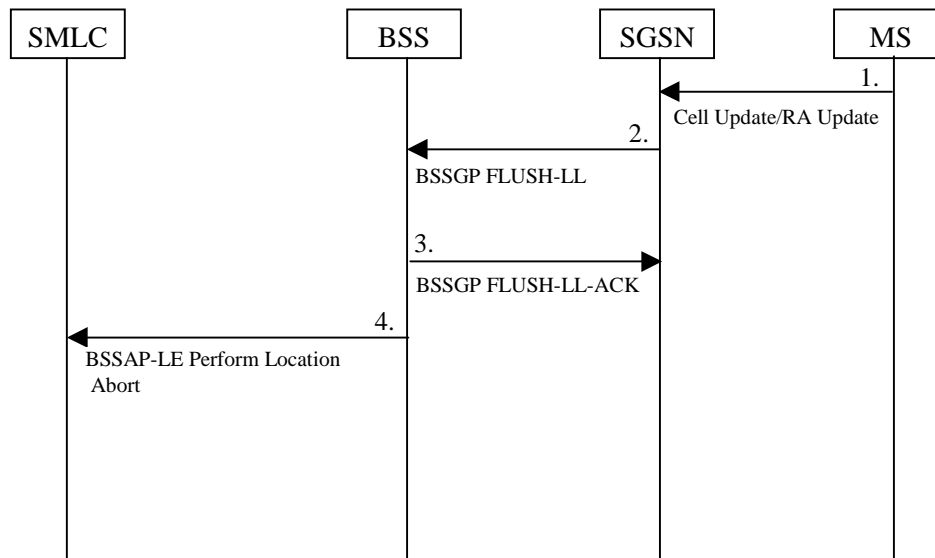 SMLC
BSS
SGSN
MS
1.
Cell Update/RA Update
2.
BSSGP FLUSH-LL
3.
BSSGP FLUSH-LL-ACK
4.
BSSAP-LE Perform Location
Abort